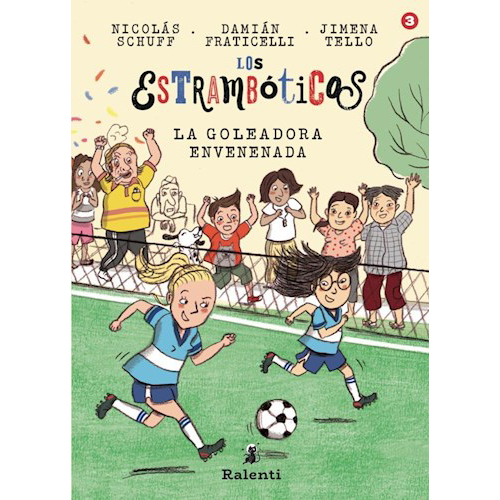 NICOLÁS . DAMIÁN . JIMENA
SCHUFF FRATICELLI TELLO
3
LOS
ESTRAMBóTICOS
LA GOLEADORA
ENVENENADA
Ralenti